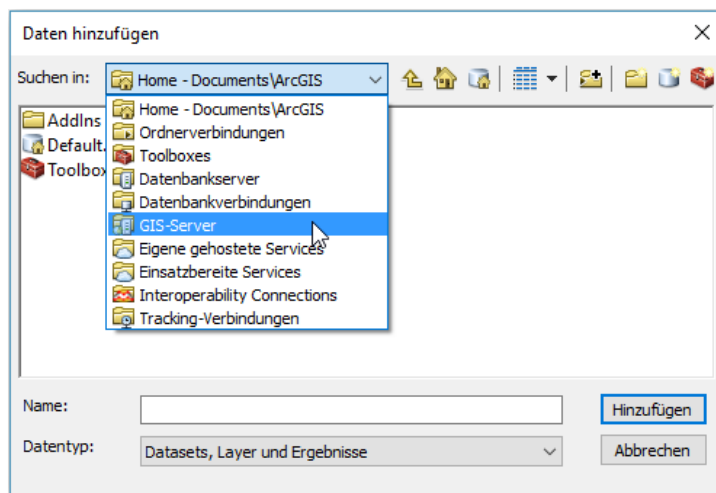 Daten hinzufügen
Suchen in: Home - Documents\ArcGIS
Home - Documents\ArcGIS
Ordnerverbindungen
Toolboxes
Datenbankserver
Datenbankverbindungen
GIS-Server
Eigene gehostete Services
Einsatzbereite Services
Interoperability Connections
Tracking-Verbindungen
AddIns
Default.
Toolbox
Name:
Hinzufügen
Datentyp: Datasets, Layer und Ergebnisse
Abbrechen